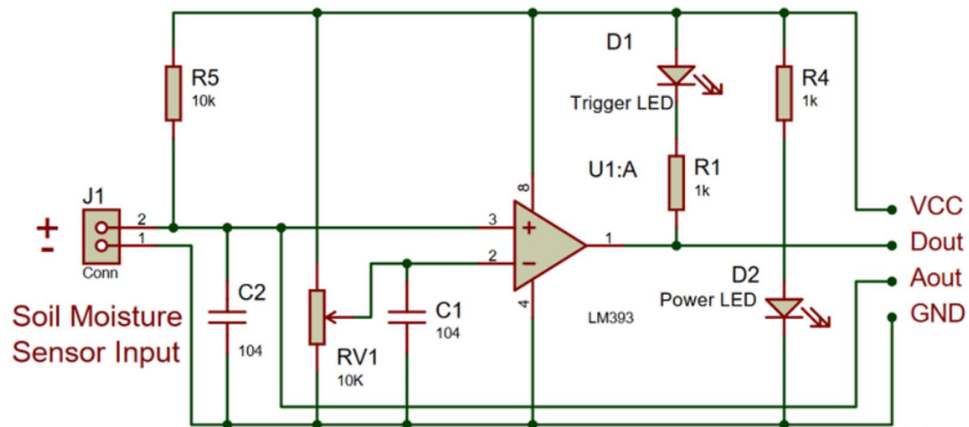 D1
R5
10k
R4
1k
Trigger LED
U1:A
R1
1k
8
J1
2
1
+
-
Conn
3
+
2
−
1
VCC
Dout
Aout
GND
4
D2
Power LED
C2
104
C1
104
LM393
Soil Moisture
Sensor Input
RV1
10K